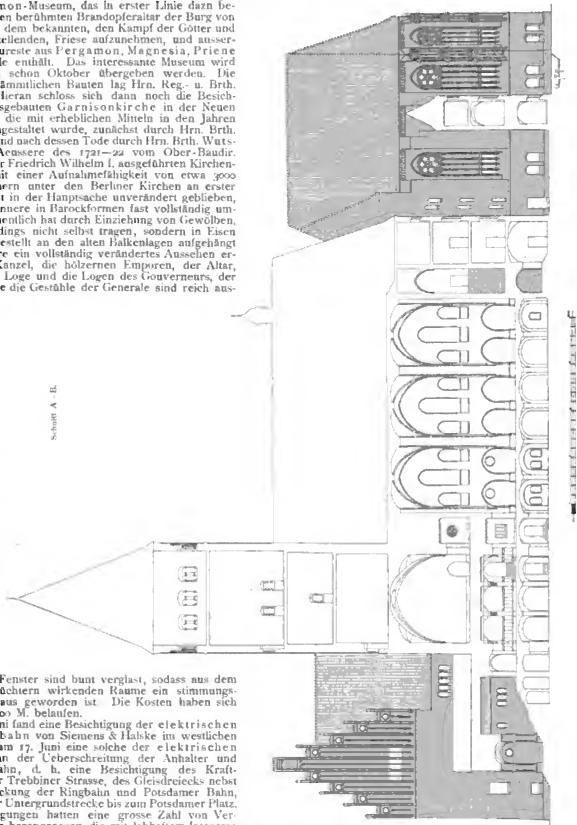 mon-Museum, das in erster Linie dazn be-
en berühmten Brandopferaltar der Burg von
dem bekannten, den Kampf der Götter und
ellenden, Friese aufzunehmen, und ausser-
ureste aus Pergamon, Magnesia, Priene
le enthält. Das interessante Museum wird
schon Oktober übergeben werden. Die
ämmtlichen Bauten lag Hrn. Reg.- u. Brth.
Hieran schloss sich dann noch die Besich-
sgebauten Garnisonkirche in der Neuen
die mit erheblichen Mitteln in den Jahren
ngestaltet wurde, zunächst durch Hrn. Brth.
nd nach dessen Tode durch Hrn. Brth. Wuts-
Aeussere des 1721—22 vom Ober-Baudir.
r Friedrich Wilhelm I. ausgeführten Kirchen-
it einer Aufnahmefähigkeit von etwa 3000
nern unter den Berliner Kirchen an erster
t in der Hauptsache unverändert geblieben,
nnere in Barockformen fast vollständig um-
nentlich hat durch Einziehung von Gewölben,
dings nicht selbst tragen, sondern in Eisen
estellt an den alten Balkenlagen aufgehängt
re ein vollständig verändertes Aussehen er-
Kanzel, die hölzernen Emporen, der Altar,
Loge und die Logen des Gouverneurs, der
e die Gestühle der Generale sind reich aus-
Schnitt A - B.
Fenster sind bunt verglast, sodass aus dem
üchtern wirkenden Raume ein stimmungs-
aus geworden ist. Die Kosten haben sich
00 M. belaufen.
ni fand eine Besichtigung der elektrischen
bahn von Siemens & Halske im westlichen
am 17. Juni eine solche der elektrischen
an der Ueberschreitung der Anhalter und
ahn, d. h. eine Besichtigung des Kraft-
r Trebbiner Strasse, des Gleisdreiecks nebst
ckung der Ringbahn und Potsdamer Bahn,
r Untergrundstrecke bis zum Potsdamer Platz.
gungen hatten eine grosse Zahl von Ver-